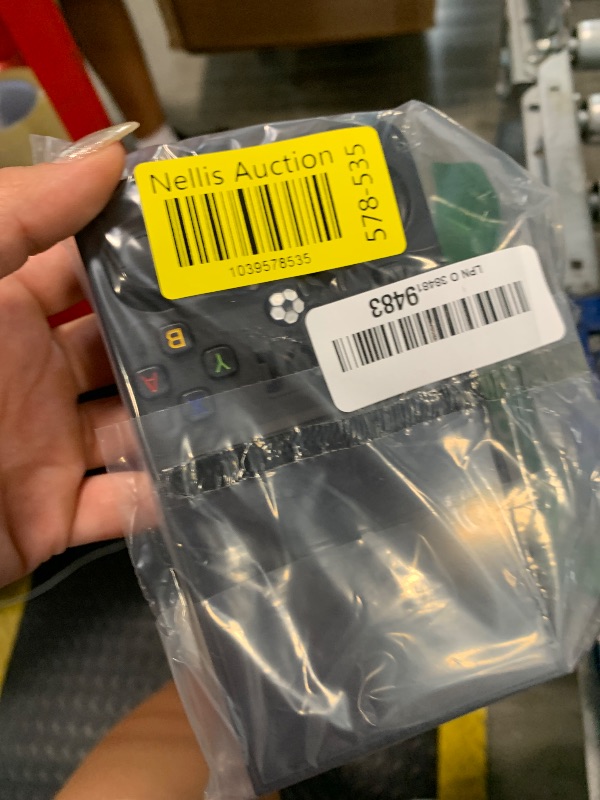 Nellis Auction
578-535
1039578535
LPN O 38481
9483
B
Y
A